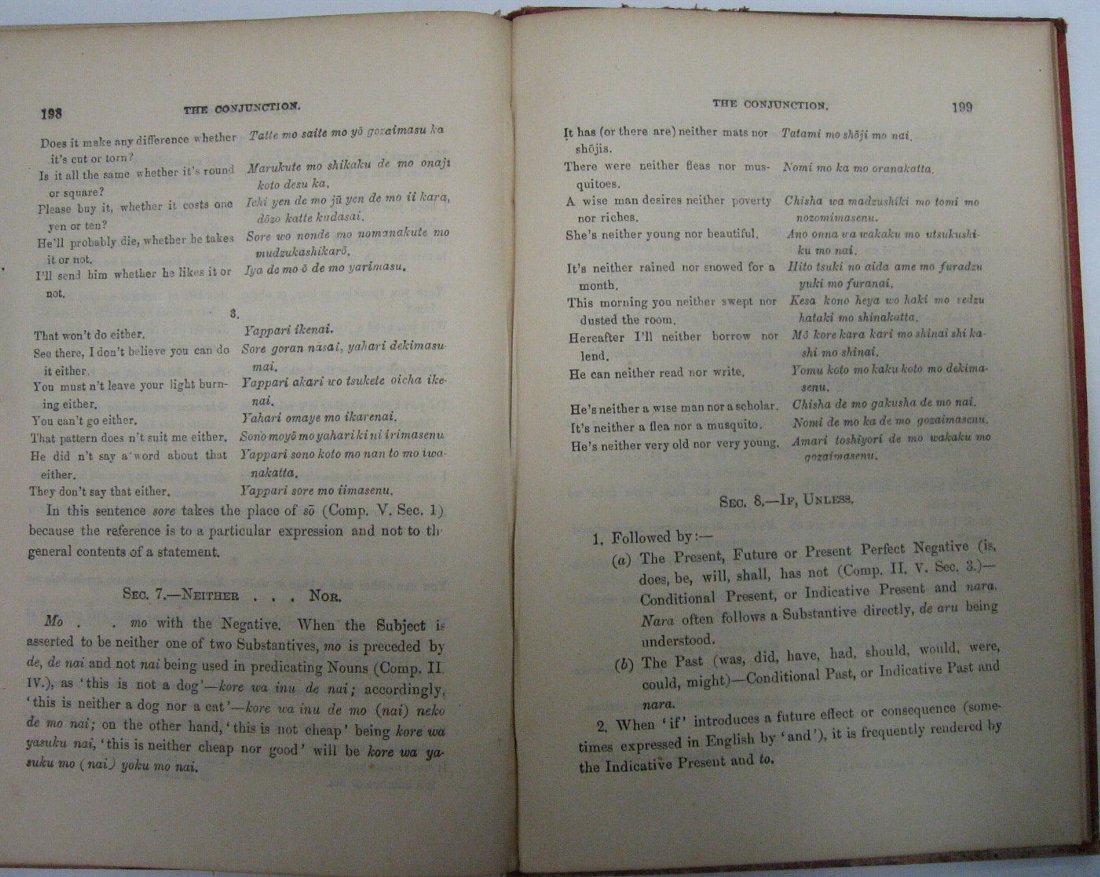 198
THE CONJUNCTION.
Does it make any difference whether it's cut or torn?
Tatte mo saite mo yō gozaimasu ka
Is it all the same whether it's round or square?
Marukute mo shikaku de mo onaji koto desu ka.
Please buy it, whether it costs one yen or ten?
Ichi yen de mo jū yen de mo ii kara, dōzo katte kudasai.
He'll probably die, whether he takes it or not.
Sore wo nonde mo nomanakute mo mudzukashikarō.
I'll send him whether he likes it or not.
Iya de mo ō de mo yarimasu.
3.
That won't do either.
Yappari ikenai.
See there, I don't believe you can do it either.
Sore goran nasai, yahari dekimasu mai.
You must n't leave your light burn-
ing either.
Yappari akari wo tsukete oicha ike-
nai.
You can't go either.
Yahari omaye mo ikarenai.
That pattern does n't suit me either.
Sono moyō mo yahari ki ni irimasenu
He did n't say a word about that either.
Yappari sono koto mo nan to mo iwa-
nakatta.
They don't say that either.
Yappari sore mo iimasenu.
In this sentence sore takes the place of sō (Comp. V. Sec. 1)
because the reference is to a particular expression and not to th
general contents of a statement.
SEC. 7.—NEITHER . . . NOR.
Mo . . mo with the Negative. When the Subject is
asserted to be neither one of two Substantives, mo is preceded by
de, de nai and not nai being used in predicating Nouns (Comp. II
IV.), as 'this is not a dog'—kore wa inu de nai; accordingly,
'this is neither a dog nor a cat'—kore wa inu de mo (nai) neko
de mo nai; on the other hand, 'this is not cheap' being kore wa
yasuku nai, 'this is neither cheap nor good' will be kore wa ya-
suku mo (nai) yoku mo nai.
THE CONJUNCTION.
199
It has (or there are) neither mats nor shōjis.
Tatami mo shōji mo nai.
There were neither fleas nor mus-
quitoes.
Nomi mo ka mo oranakatta.
A wise man desires neither poverty nor riches.
Chisha wa madzushiki mo tomi mo nozomimasenu.
She's neither young nor beautiful.
Ano onna wa wakaku mo utsukushi-
ku mo nai.
It's neither rained nor snowed for a month.
Hito tsuki no aida ame mo furadzu yuki mo furanai.
This morning you neither swept nor dusted the room.
Kesa kono heya wo haki mo sedzu hataki mo shinakatta.
Hereafter I'll neither borrow nor lend.
Mō kore kara kari mo shinai shi ka-
shi mo shinai.
He can neither read nor write.
Yomu koto mo kaku koto mo dekima-
senu.
He's neither a wise man nor a scholar.
Chisha de mo gakusha de mo nai.
It's neither a flea nor a musquito.
Nomi de mo ka de mo gozaimasenu.
He's neither very old nor very young.
Amari toshiyori de mo wakaku mo gozaimasenu.
SEC. 8.—IF, UNLESS.
1. Followed by:—
(a) The Present, Future or Present Perfect Negative (is,
does, be, will, shall, has not (Comp. II. V. Sec. 3.)—
Conditional Present, or Indicative Present and nara.
Nara often follows a Substantive directly, de aru being
understood.
(b) The Past (was, did, have, had, should, would, were,
could, might)—Conditional Past, or Indicative Past and
nara.
2. When 'if' introduces a future effect or consequence (some-
times expressed in English by 'and'), it is frequently rendered by
the Indicative Present and to.